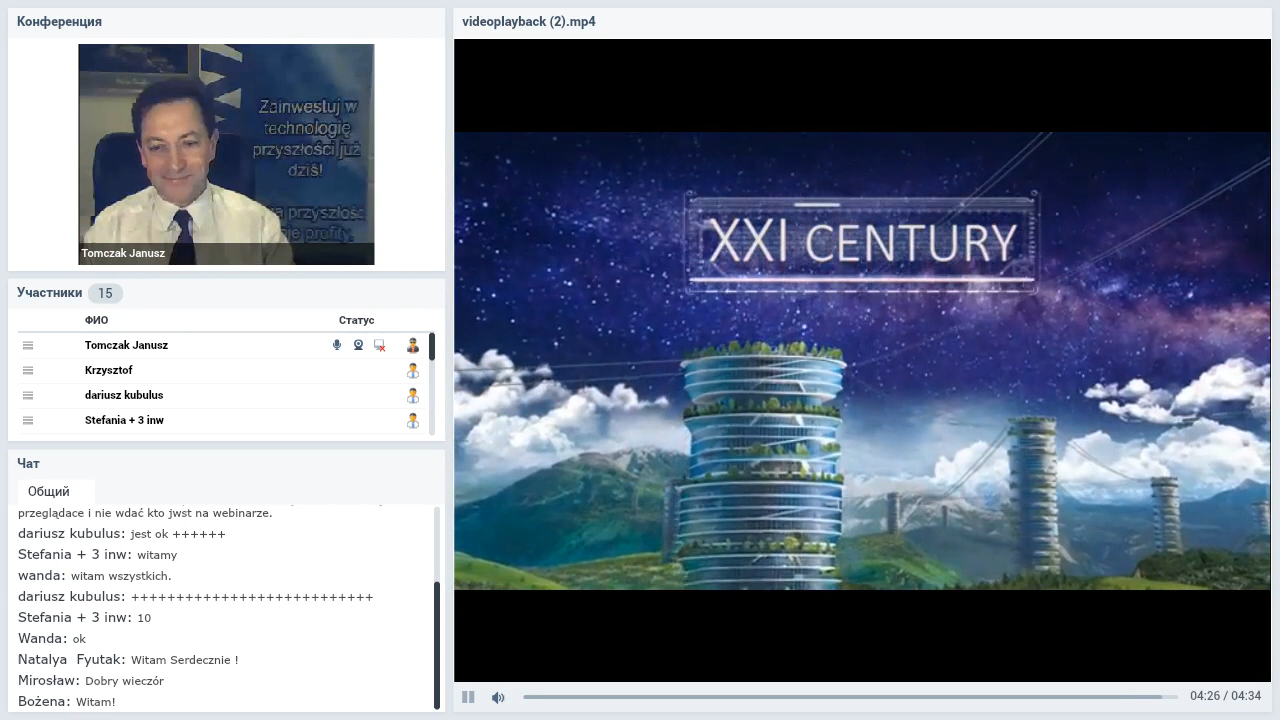 Конференция
Zainwestuj w
technologię
przyszłości już
dziś!
przyszłość
profity.
Tomczak Janusz
Участники 15
ФИО Статус
Tomczak Janusz
Krzysztof
dariusz kubulus
Stefania + 3 inw
Чат
Общий
przeglądace i nie wdać kto jwst na webinarze.
dariusz kubulus: jest ok ++++++
Stefania + 3 inw: witamy
wanda: witam wszystkich.
dariusz kubulus: +++++++++++++++++++++++++++
Stefania + 3 inw: 10
Wanda: ok
Natalya Fyutak: Witam Serdecznie !
Mirosław: Dobry wieczór
Bożena: Witam!
videoplayback (2).mp4
XXI CENTURY
04:26 / 04:34